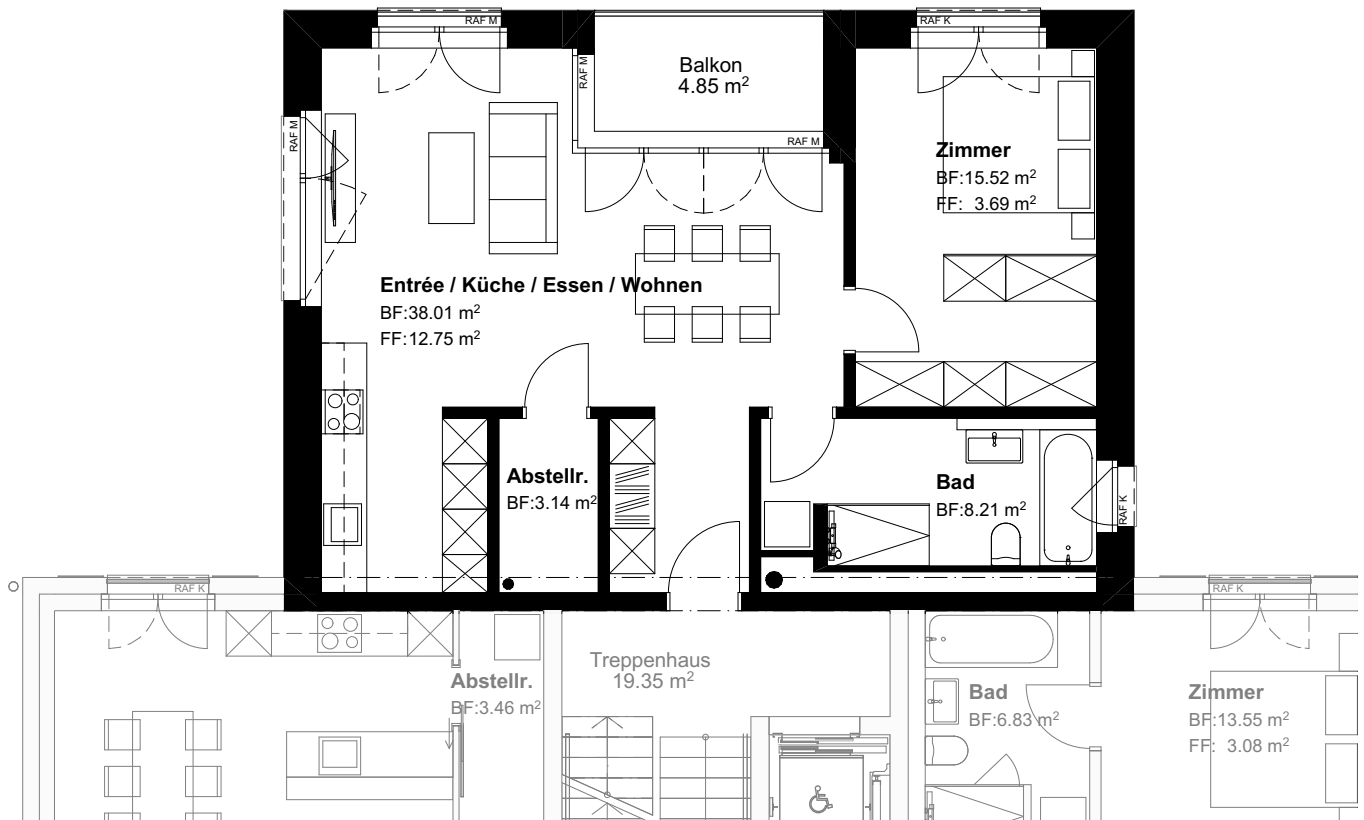 RAF M
RAF K
Balkon
4.85 m²
RAF M
RAF M
RAF M
Zimmer
BF:15.52 m²
FF: 3.69 m²
Entrée / Küche / Essen / Wohnen
BF:38.01 m²
FF:12.75 m²
Abstellr.
BF:3.14 m²
Bad
BF:8.21 m²
RAF K
RAF K
RAF K
Treppenhaus
19.35 m²
Abstellr.
BF:3.46 m²
Bad
BF:6.83 m²
Zimmer
BF:13.55 m²
FF: 3.08 m²